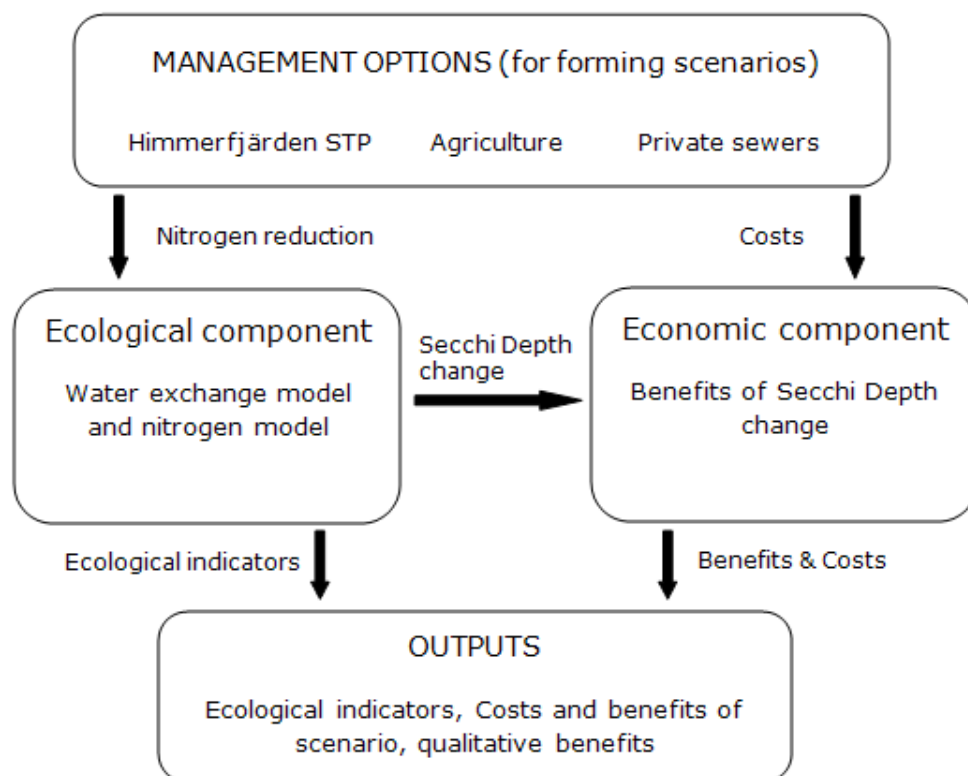 MANAGEMENT OPTIONS (for forming scenarios)
Himmerfjärden STP Agriculture Private sewers
Nitrogen reduction
Costs
Ecological component
Water exchange model
and nitrogen model
Secchi Depth
change
Economic component
Benefits of Secchi Depth
change
Ecological indicators
Benefits & Costs
OUTPUTS
Ecological indicators, Costs and benefits of
scenario, qualitative benefits